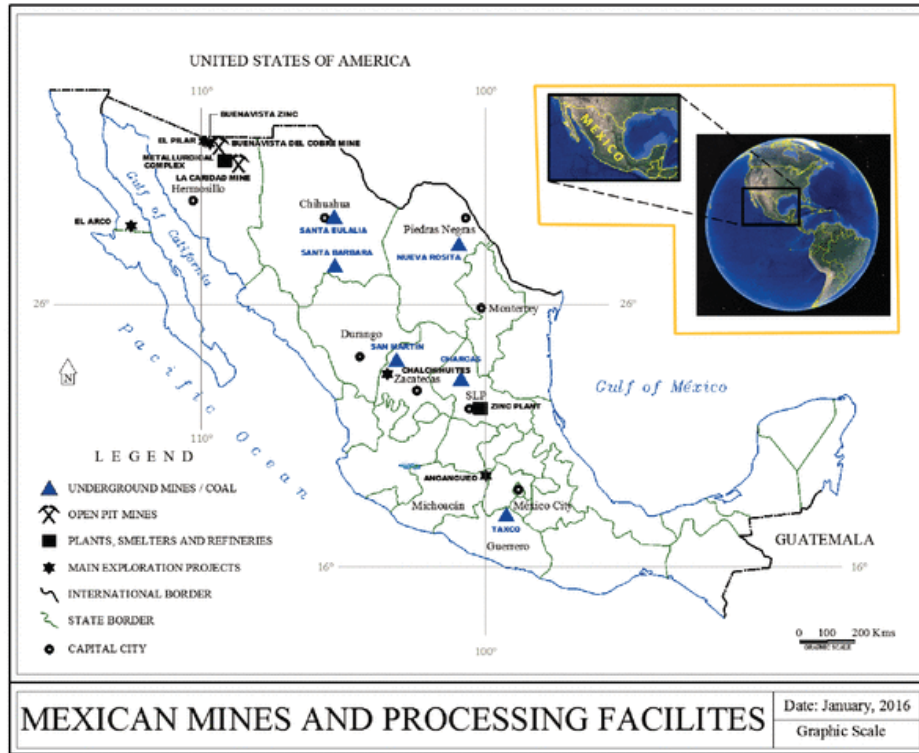 UNITED STATES OF AMERICA
110°
100°
BUENAVISTA ZINC
EL PILAR
BUENAVISTA DEL COBRE MINE
METALLURGICAL
COMPLEX
LA CARIDAD MINE
Hermosillo
Gulf of
California
EL ARCO
Chihuahua
SANTA EULALIA
SANTA BARBARA
Piedras Negras
NUEVA ROSITA
MÉXICO
26°
26°
Monterrey
Durango
SAN MARTÍN
CHARCAS
CHALCHIHUITES
Zacatecas
SLP
ZINC PLANT
N
Pacific Ocean
Gulf of México
110°
LEGEND
UNDERGROUND MINES / COAL
OPEN PIT MINES
PLANTS, SMELTERS AND REFINERIES
MAIN EXPLORATION PROJECTS
INTERNATIONAL BORDER
STATE BORDER
CAPITAL CITY
ANGANGUEO
Michoacán
México City
TAXCO
Guerrero
GUATEMALA
16°
16°
100°
0 100 200 Kms
GRAPHIC SCALE
MEXICAN MINES AND PROCESSING FACILITES
Date: January, 2016
Graphic Scale